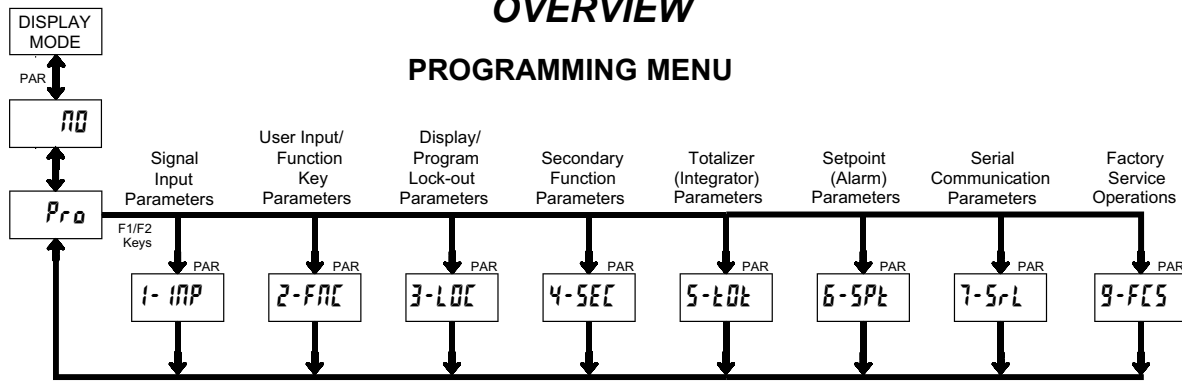 OVERVIEW
PROGRAMMING MENU
DISPLAY
MODE
PAR
NO
Pro
F1/F2
Keys
Signal
Input
Parameters
User Input/
Function
Key
Parameters
Display/
Program
Lock-out
Parameters
Secondary
Function
Parameters
Totalizer
(Integrator)
Parameters
Setpoint
(Alarm)
Parameters
Serial
Communication
Parameters
Factory
Service
Operations
PAR
PAR
PAR
PAR
PAR
PAR
PAR
PAR
1-INP
2-FNC
3-LOC
4-SEC
5-tOt
6-SPt
7-SrL
9-FCS